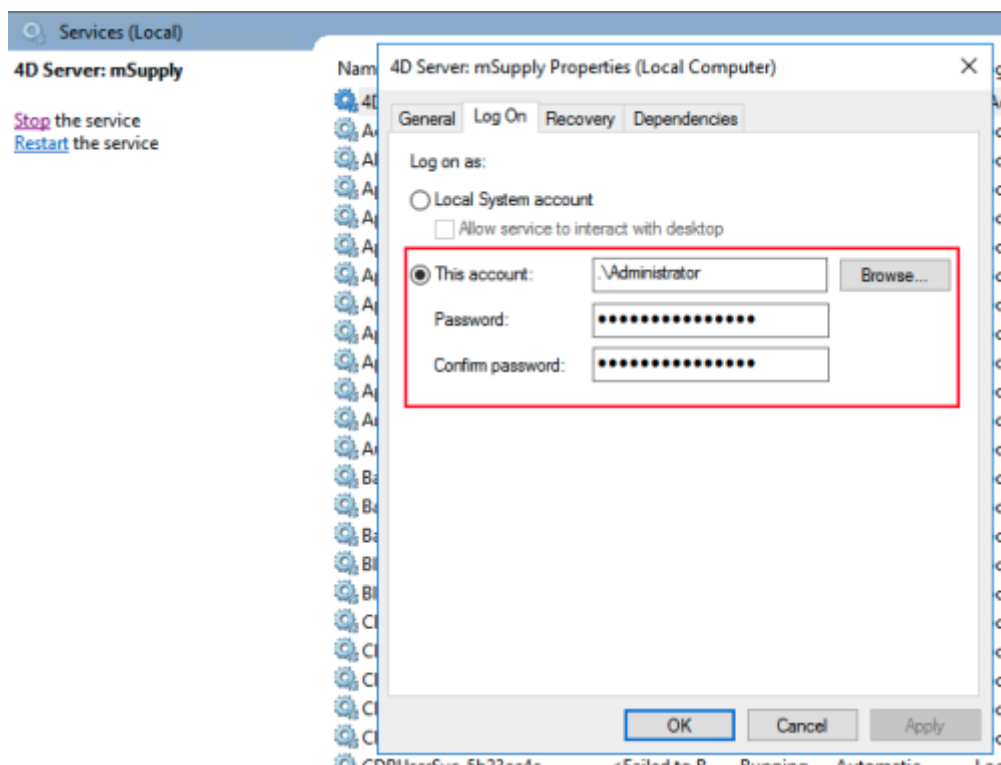 Services (Local)
4D Server: mSupply
Stop the service
Restart the service
Nam
4D Server: mSupply Properties (Local Computer)
General Log On Recovery Dependencies
Log on as:
Local System account
Allow service to interact with desktop
This account: .\Administrator Browse...
Password: •••••••••••••••
Confirm password: •••••••••••••••
OK Cancel Apply